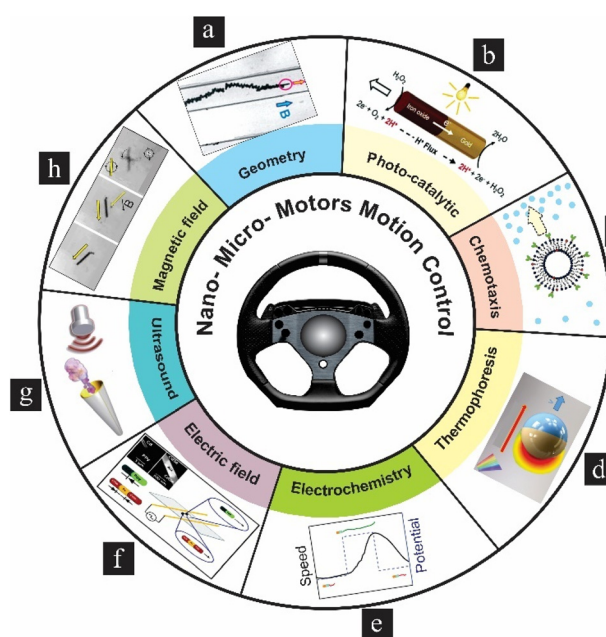 a
b
h
g
f
e
d
Nano- Micro- Motors Motion Control
Geometry
Photo-catalytic
Chemotaxis
Thermophoresis
Electrochemistry
Electric field
Ultrasound
Magnetic field
B
H₂O₂
2e⁻ + O₂ + 2H⁺
Iron oxide
e⁻
Gold
H⁺ Flux
2H₂O
2H⁺ + 2e⁻ + H₂O₂
B
Speed
Potential